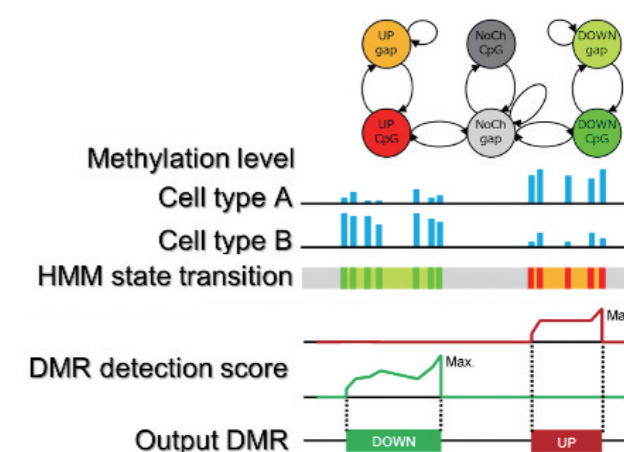 UP gap
NoCh CpG
DOWN gap
UP CpG
NoCh gap
DOWN CpG
Methylation level
Cell type A
Cell type B
HMM state transition
Ma
DMR detection score
Max.
Output DMR
DOWN
UP